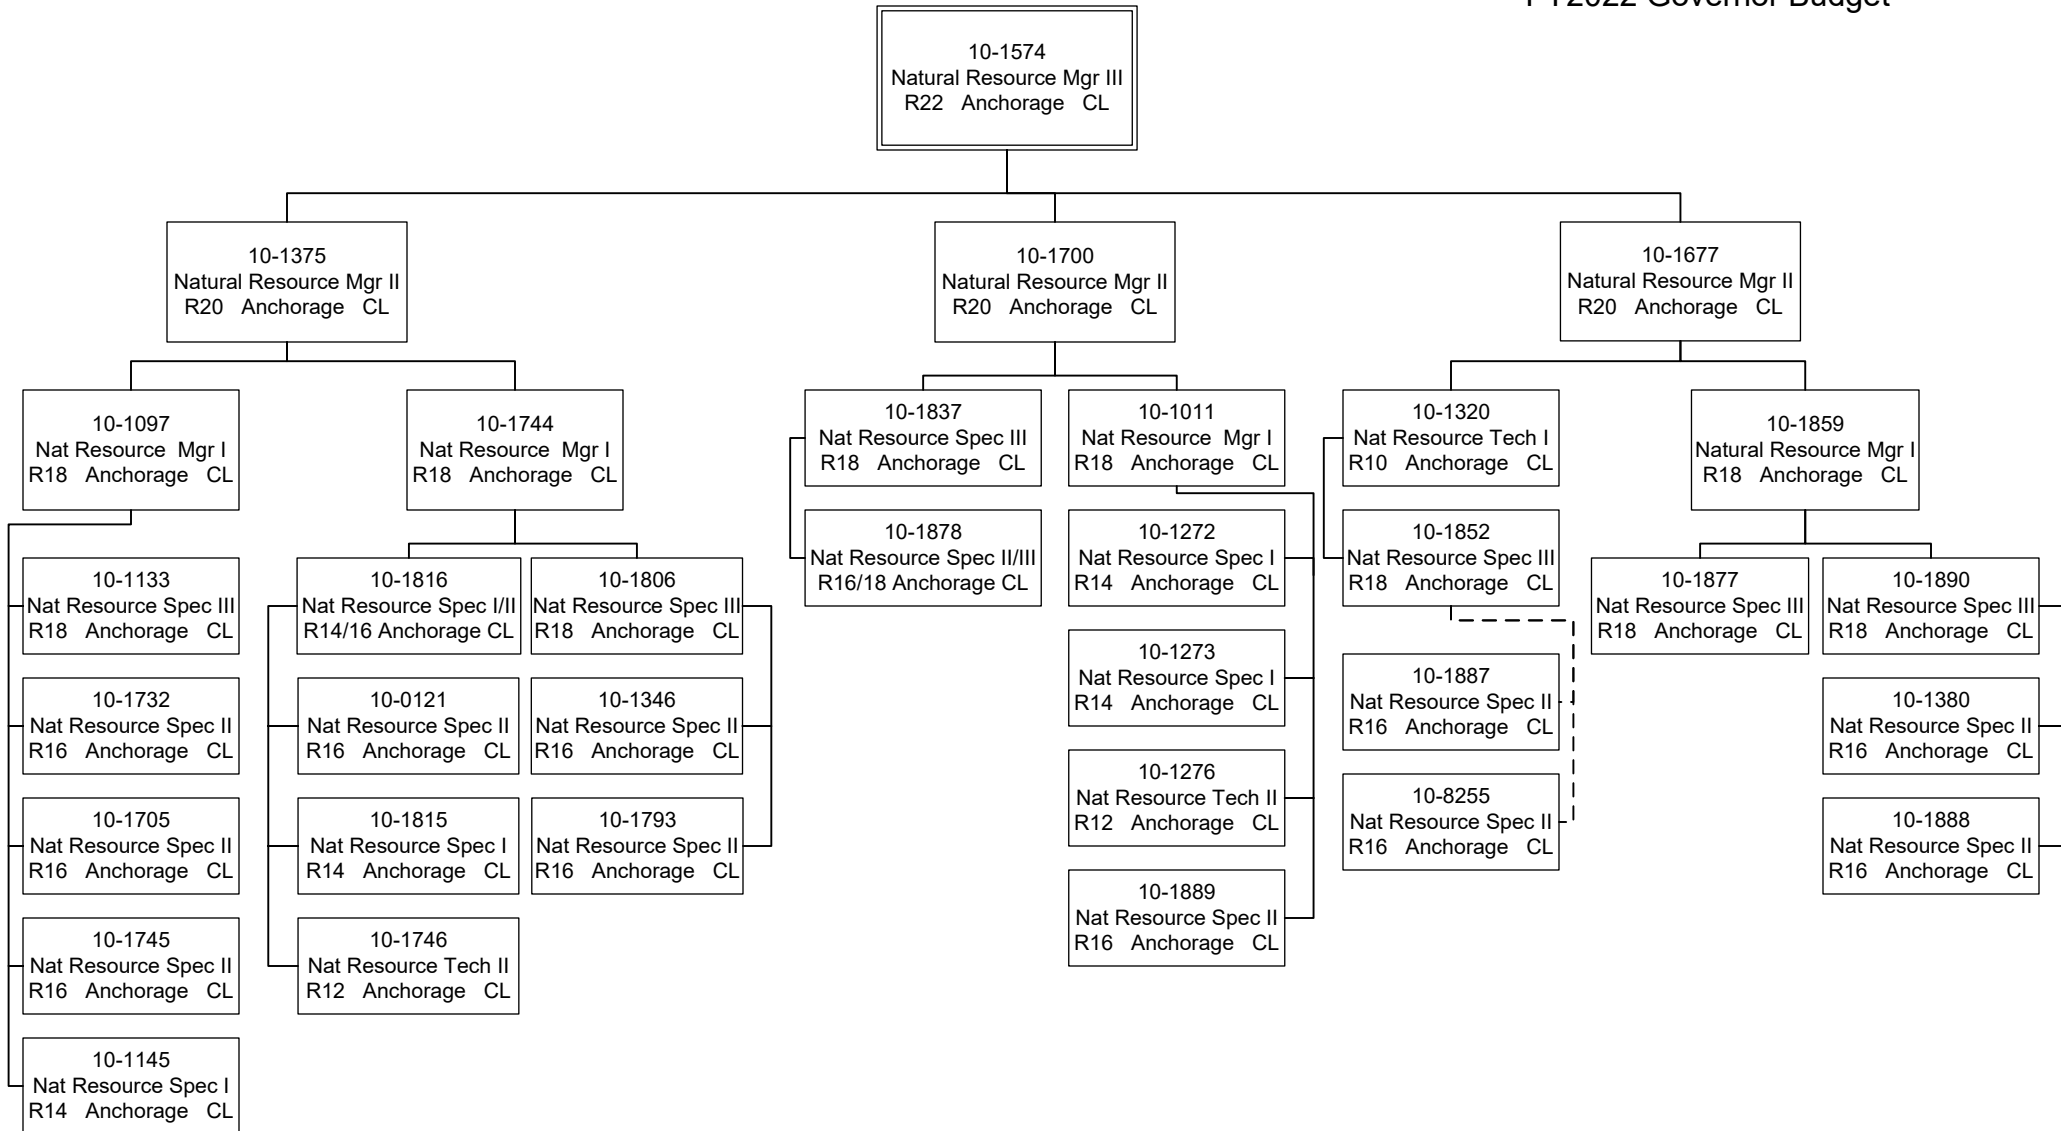 FY2022 Governor Budget
10-1574
Natural Resource Mgr III
R22 Anchorage CL
10-1375
Natural Resource Mgr II
R20 Anchorage CL
10-1700
Natural Resource Mgr II
R20 Anchorage CL
10-1677
Natural Resource Mgr II
R20 Anchorage CL
10-1097
Nat Resource Mgr I
R18 Anchorage CL
10-1744
Nat Resource Mgr I
R18 Anchorage CL
10-1837
Nat Resource Spec III
R18 Anchorage CL
10-1011
Nat Resource Mgr I
R18 Anchorage CL
10-1320
Nat Resource Tech I
R10 Anchorage CL
10-1859
Natural Resource Mgr I
R18 Anchorage CL
10-1878
Nat Resource Spec II/III
R16/18 Anchorage CL
10-1272
Nat Resource Spec I
R14 Anchorage CL
10-1852
Nat Resource Spec III
R18 Anchorage CL
10-1133
Nat Resource Spec III
R18 Anchorage CL
10-1816
Nat Resource Spec I/II
R14/16 Anchorage CL
10-1806
Nat Resource Spec III
R18 Anchorage CL
10-1877
Nat Resource Spec III
R18 Anchorage CL
10-1890
Nat Resource Spec III
R18 Anchorage CL
10-1273
Nat Resource Spec I
R14 Anchorage CL
10-1887
Nat Resource Spec II
R16 Anchorage CL
10-1732
Nat Resource Spec II
R16 Anchorage CL
10-0121
Nat Resource Spec II
R16 Anchorage CL
10-1346
Nat Resource Spec II
R16 Anchorage CL
10-1380
Nat Resource Spec II
R16 Anchorage CL
10-1276
Nat Resource Tech II
R12 Anchorage CL
10-8255
Nat Resource Spec II
R16 Anchorage CL
10-1705
Nat Resource Spec II
R16 Anchorage CL
10-1815
Nat Resource Spec I
R14 Anchorage CL
10-1793
Nat Resource Spec II
R16 Anchorage CL
10-1888
Nat Resource Spec II
R16 Anchorage CL
10-1889
Nat Resource Spec II
R16 Anchorage CL
10-1745
Nat Resource Spec II
R16 Anchorage CL
10-1746
Nat Resource Tech II
R12 Anchorage CL
10-1145
Nat Resource Spec I
R14 Anchorage CL